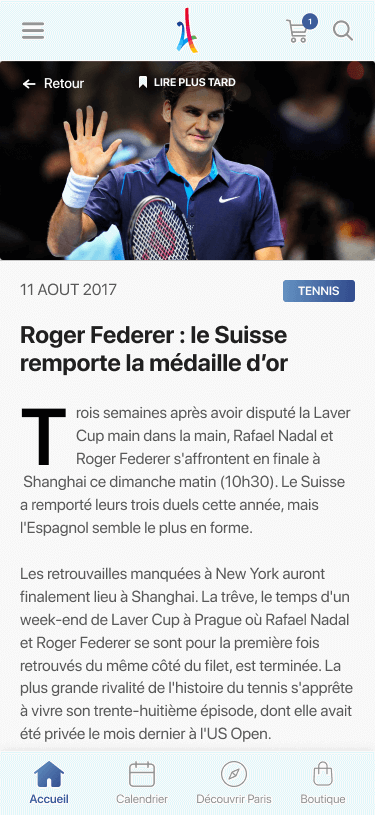 1
Retour
LIRE PLUS TARD
11 AOUT 2017
TENNIS
Roger Federer : le Suisse
remporte la médaille d’or
Trois semaines après avoir disputé la Laver
Cup main dans la main, Rafael Nadal et
Roger Federer s'affrontent en finale à
Shanghai ce dimanche matin (10h30). Le Suisse
a remporté leurs trois duels cette année, mais
l'Espagnol semble le plus en forme.
Les retrouvailles manquées à New York auront
finalement lieu à Shanghai. La trêve, le temps d'un
week-end de Laver Cup à Prague où Rafael Nadal
et Roger Federer se sont pour la première fois
retrouvés du même côté du filet, est terminée. La
plus grande rivalité de l'histoire du tennis s'apprête
à vivre son trente-huitième épisode, dont elle avait
été privée le mois dernier à l'US Open.
Accueil
Calendrier
Découvrir Paris
Boutique